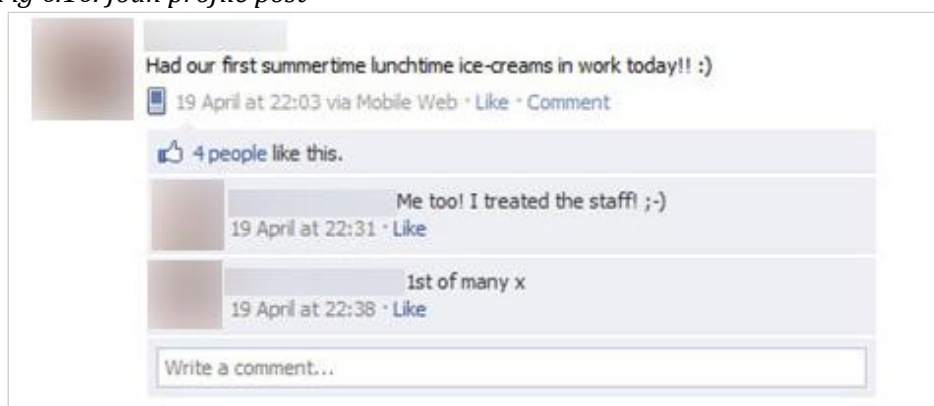 Had our first summertime lunchtime ice-creams in work today!! :)
19 April at 22:03 via Mobile Web · Like · Comment
4 people like this.
Me too! I treated the staff! ;-)
19 April at 22:31 · Like
1st of many x
19 April at 22:38 · Like
Write a comment...